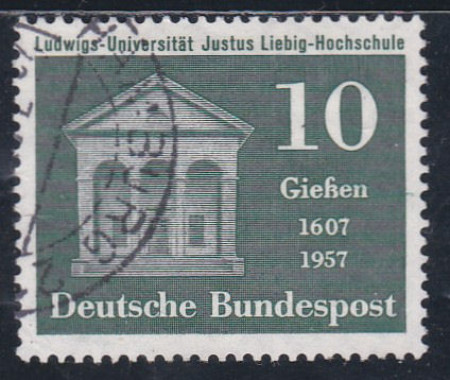 Ludwigs-Universität Justus Liebig-Hochschule
10
Gießen
1607
1957
Deutsche Bundespost